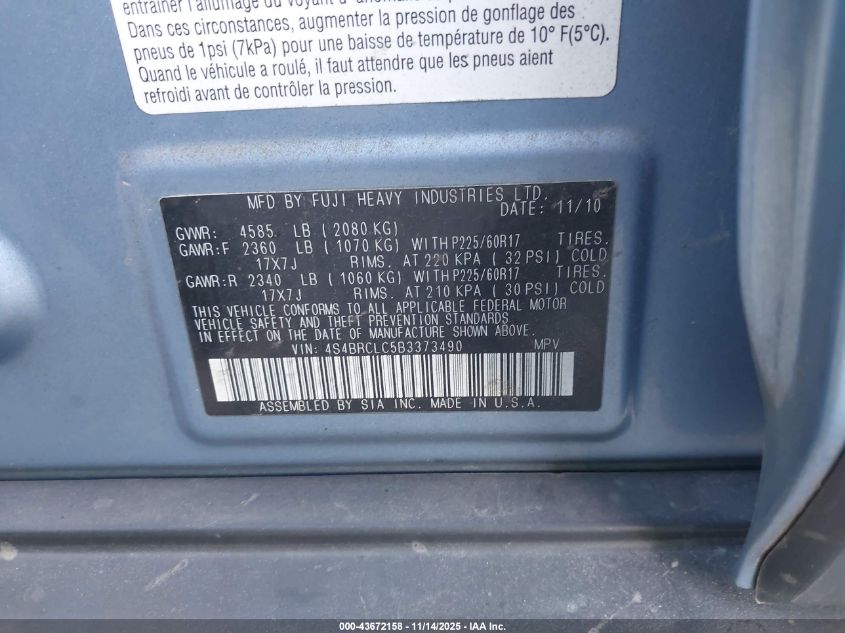 entraîner l'allumage du voyant d'
Dans ces circonstances, augmenter la pression de gonflage des
pneus de 1psi (7kPa) pour une baisse de température de 10° F(5°C).
Quand le véhicule a roulé, il faut attendre que les pneus aient
refroidi avant de contrôler la pression.
MFD BY FUJI HEAVY INDUSTRIES LTD.
DATE: 11/10
GVWR: 4585 LB ( 2080 KG)
GAWR:F 2360 LB ( 1070 KG) WITH P225/60R17 TIRES.
17X7J RIMS. AT 220 KPA ( 32 PSI) COLD
GAWR:R 2340 LB ( 1060 KG) WITH P225/60R17 TIRES.
17X7J RIMS. AT 210 KPA ( 30 PSI) COLD
THIS VEHICLE CONFORMS TO ALL APPLICABLE FEDERAL MOTOR
VEHICLE SAFETY AND THEFT PREVENTION STANDARDS
IN EFFECT ON THE DATE OF MANUFACTURE SHOWN ABOVE.
VIN: 4S4BRCLC5B3373490 MPV
ASSEMBLED BY SIA INC. MADE IN U.S.A.
000-43672158 - 11/14/2025 - IAA Inc.